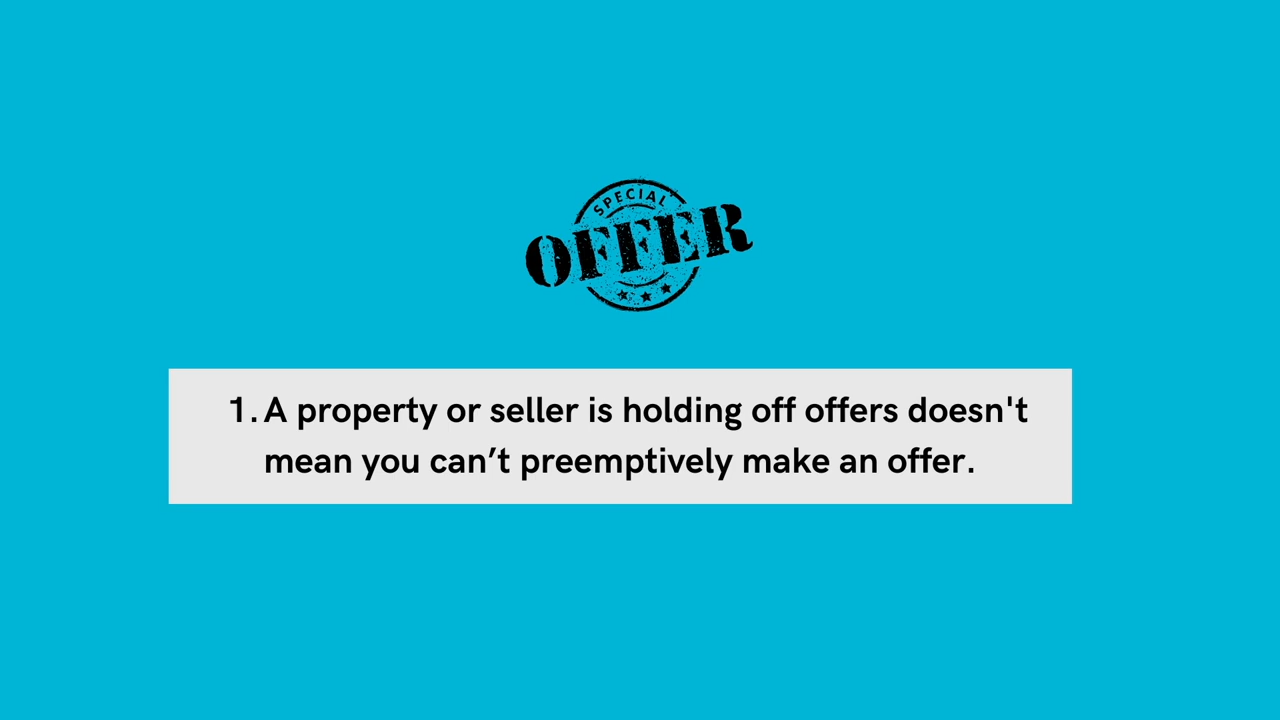 SPECIAL
OFFER
1. A property or seller is holding off offers doesn't
mean you can’t preemptively make an offer.